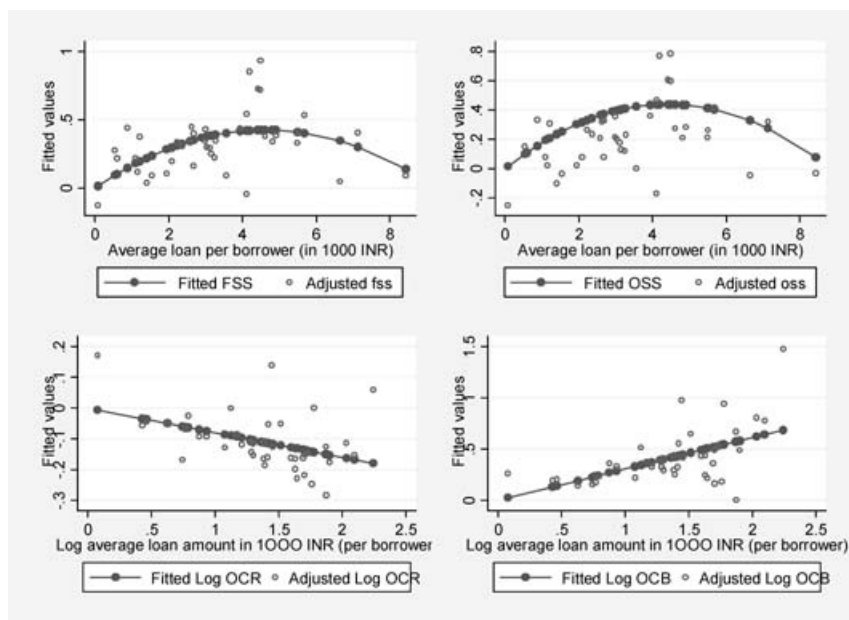 Fitted values
1
.5
0
0 2 4 6 8
Average loan per borrower (in 1000 INR)
Fitted FSS Adjusted fss
Fitted values
.8
.6
.4
.2
0
-.2
0 2 4 6 8
Average loan per borrower (in 1000 INR)
Fitted OSS Adjusted oss
Fitted values
.2
.1
0
-.1
-.2
-.3
0 .5 1 1.5 2 2.5
Log average loan amount in 1OOO INR (per borrower
Fitted Log OCR Adjusted Log OCR
Fitted values
1.5
1
.5
0
0 .5 1 1.5 2 2.5
Log average loan amount in 1OOO INR (per borrower)
Fitted Log OCB Adjusted Log OCB